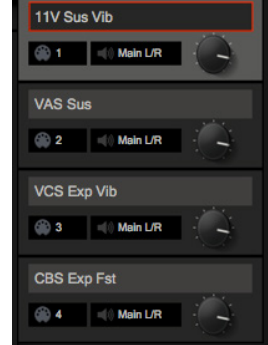 11V Sus Vib
1 Main L/R
VAS Sus
2 Main L/R
VCS Exp Vib
3 Main L/R
CBS Exp Fst
4 Main L/R